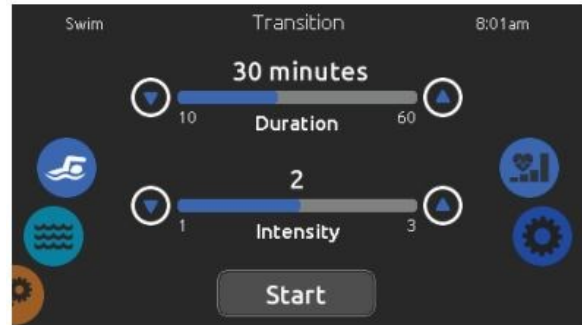 Swim Transition 8:01am
30 minutes
10 Duration 60
2
1 Intensity 3
Start